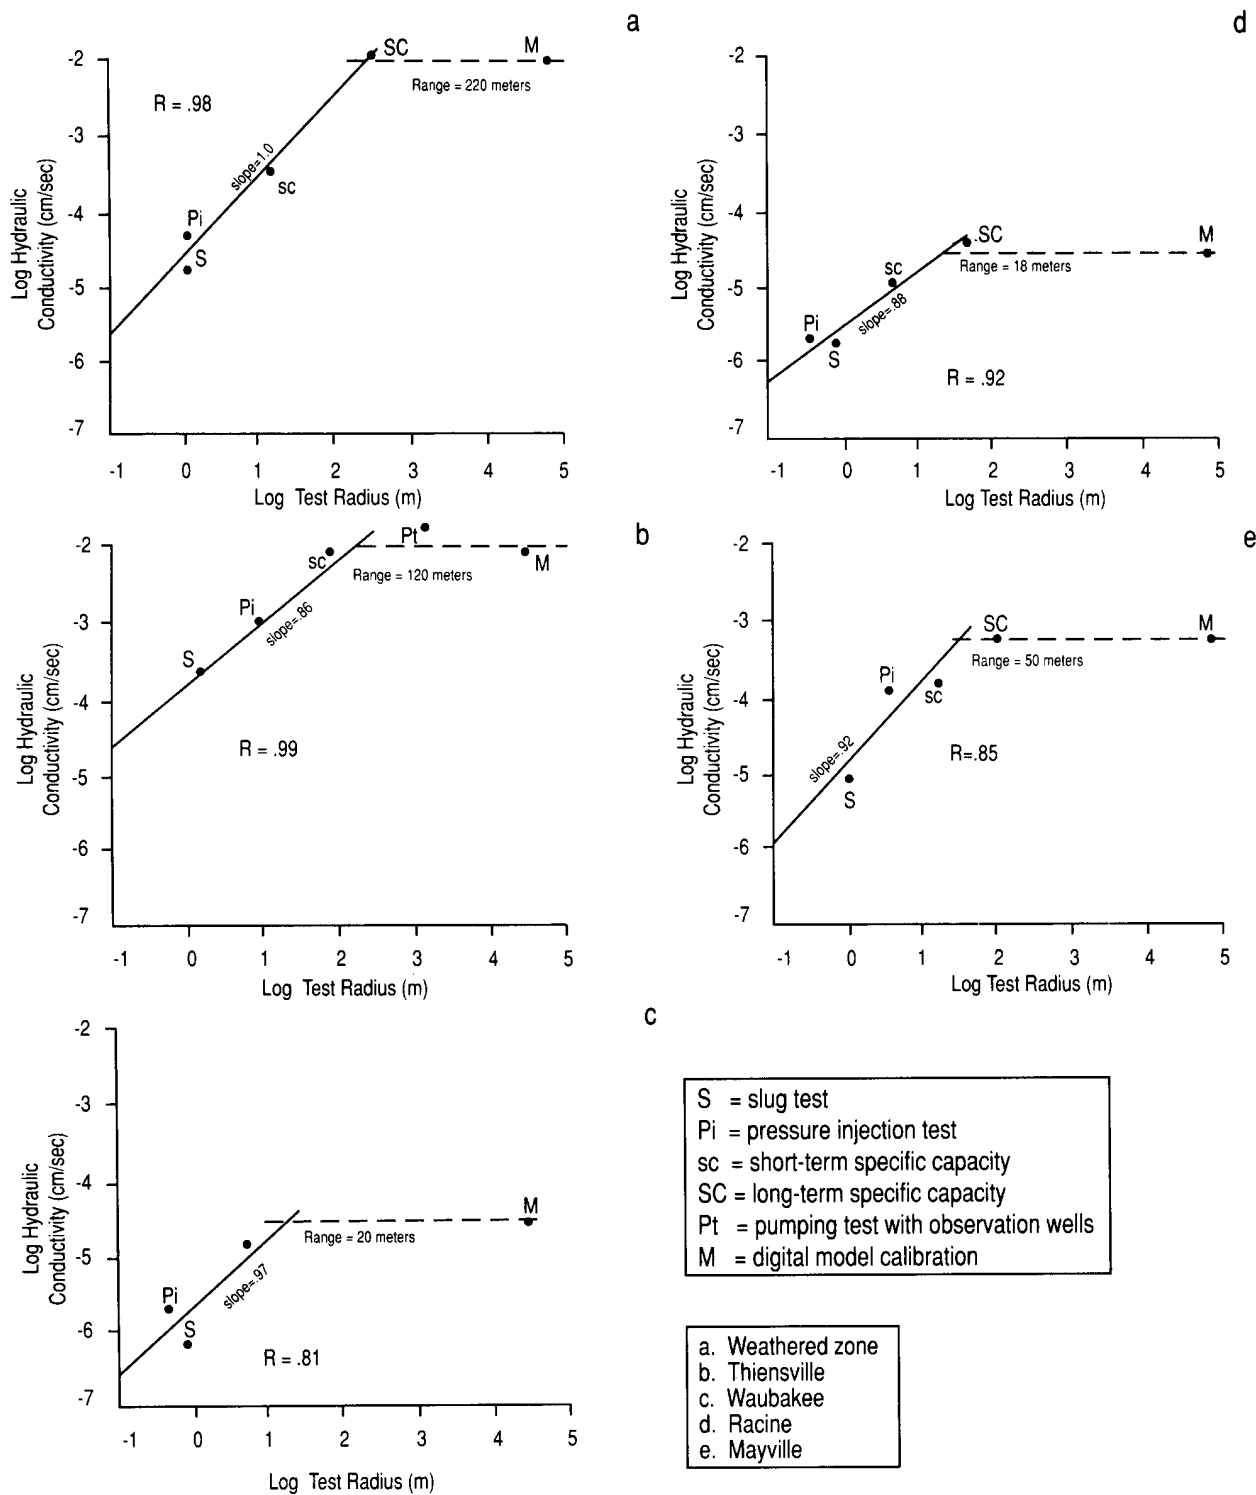 a
-2
-3
-4
-5
-6
-7
Log Hydraulic
Conductivity (cm/sec)
R = .98
SC
M
Range = 220 meters
slope=1.0
sc
Pi
S
-1 0 1 2 3 4 5
Log Test Radius (m)
d
-2
-3
-4
-5
-6
-7
Log Hydraulic
Conductivity (cm/sec)
.SC
M
Range = 18 meters
sc
slope=.88
Pi
S
R = .92
-1 0 1 2 3 4 5
Log Test Radius (m)
b
-2
-3
-4
-5
-6
-7
Log Hydraulic
Conductivity (cm/sec)
Pt
sc
M
Range = 120 meters
Pi
slope=.86
S
R = .99
-1 0 1 2 3 4 5
Log Test Radius (m)
e
-2
-3
-4
-5
-6
-7
Log Hydraulic
Conductivity (cm/sec)
SC
M
Range = 50 meters
Pi
sc
slope=.92
R=.85
S
-1 0 1 2 3 4 5
Log Test Radius (m)
c
-2
-3
-4
-5
-6
-7
Log Hydraulic
Conductivity (cm/sec)
M
Range = 20 meters
slope=.97
Pi
S
R = .81
-1 0 1 2 3 4 5
Log Test Radius (m)
S = slug test
Pi = pressure injection test
sc = short-term specific capacity
SC = long-term specific capacity
Pt = pumping test with observation wells
M = digital model calibration
a. Weathered zone
b. Thiensville
c. Waubakee
d. Racine
e. Mayville